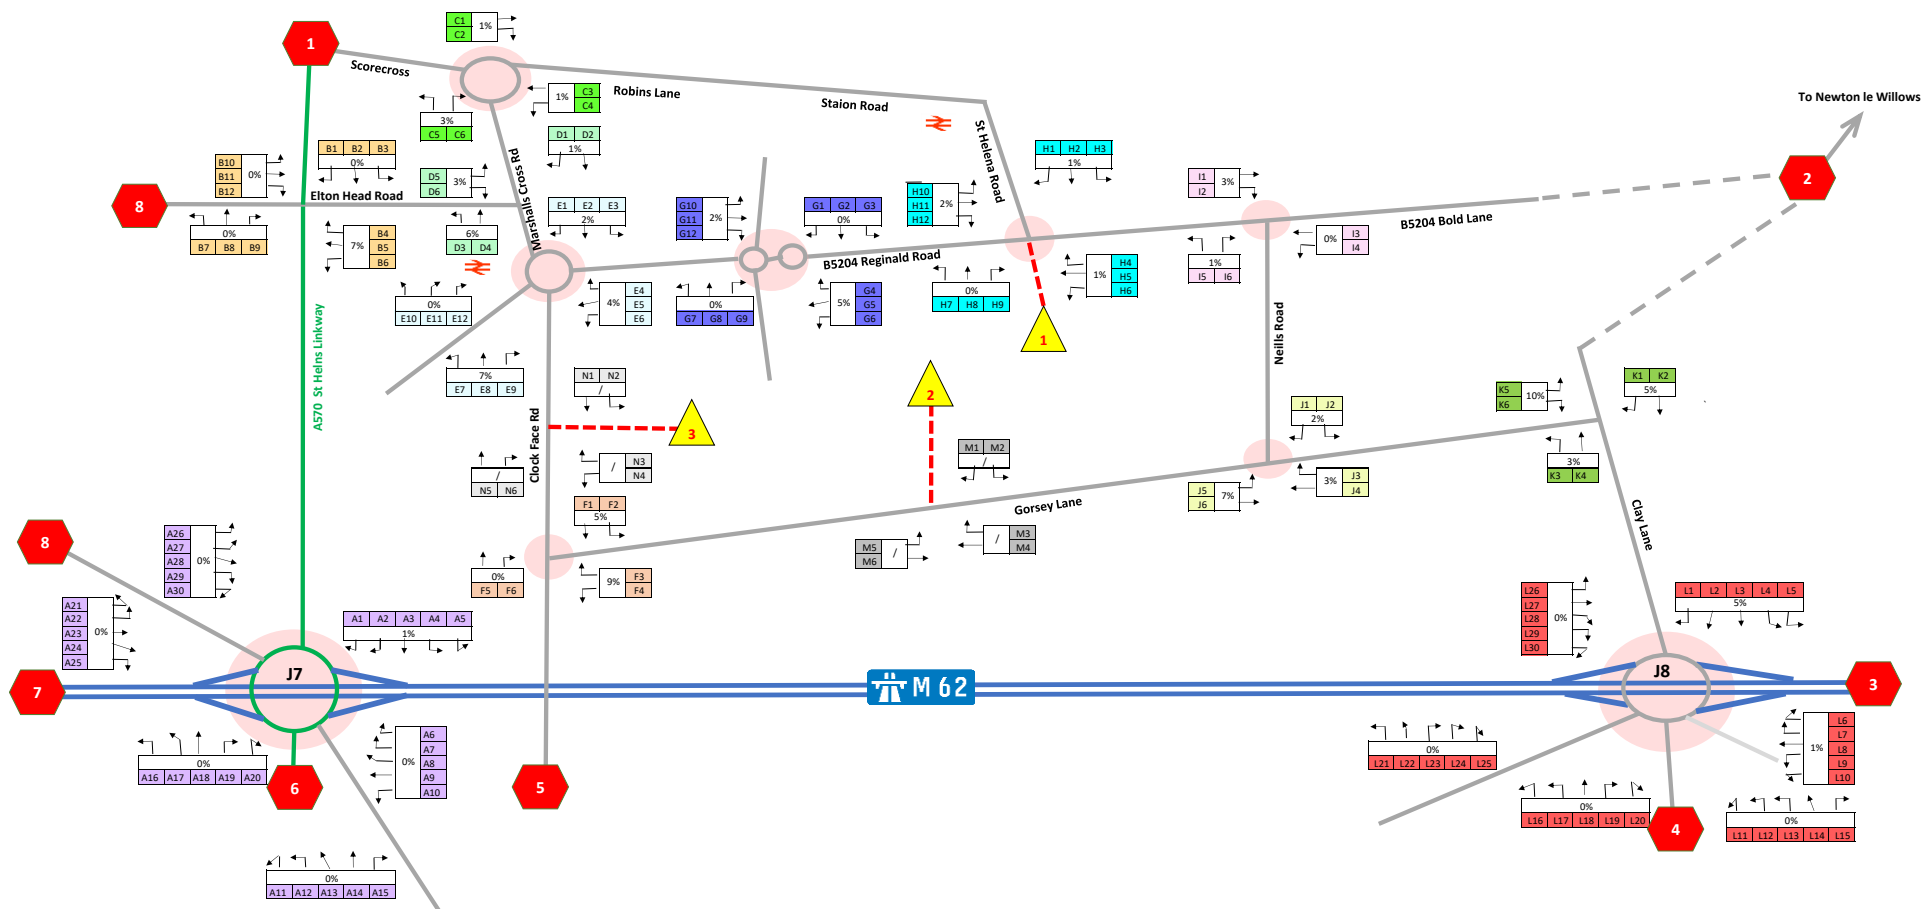 C1
C2
1%
1
Scorecross
Robins Lane
Staion Road
To Newton le Willows
C3
C4
1%
3%
C5 C6
D1 D2
1%
B1 B2 B3
0%
B10
B11
B12
0%
D5
D6
3%
Marshalls Cross Rd
St Helena Road
H1 H2 H3
1%
I1
I2
3%
2
8
Elton Head Road
0%
B7 B8 B9
7%
B4
B5
B6
6%
D3 D4
E1 E2 E3
2%
G10
G11
G12
2%
G1 G2 G3
0%
H10
H11
H12
2%
B5204 Bold Lane
0%
I3
I4
B5204 Reginald Road
1%
I5 I6
1%
H4
H5
H6
0%
E10 E11 E12
4%
E4
E5
E6
0%
G7 G8 G9
5%
G4
G5
G6
0%
H7 H8 H9
1
Neills Road
A570 St Helns Linkway
7%
E7 E8 E9
N1 N2
/
2
3
Clock Face Rd
J1 J2
2%
K5
K6
10%
K1 K2
5%
/
N5 N6
/
N3
N4
M1 M2
/
3%
K3 K4
J5
J6
7%
3%
J3
J4
F1 F2
5%
Gorsey Lane
Clay Lane
M5
M6
/
/
M3
M4
0%
F5 F6
9%
F3
F4
8
A26
A27
A28
A29
A30
0%
A21
A22
A23
A24
A25
0%
A1 A2 A3 A4 A5
1%
L26
L27
L28
L29
L30
0%
L1 L2 L3 L4 L5
5%
7
J7
M 62
J8
3
0%
A16 A17 A18 A19 A20
6
0%
A6
A7
A8
A9
A10
5
0%
L21 L22 L23 L24 L25
1%
L6
L7
L8
L9
L10
0%
L16 L17 L18 L19 L20
4
0%
L11 L12 L13 L14 L15
0%
A11 A12 A13 A14 A15